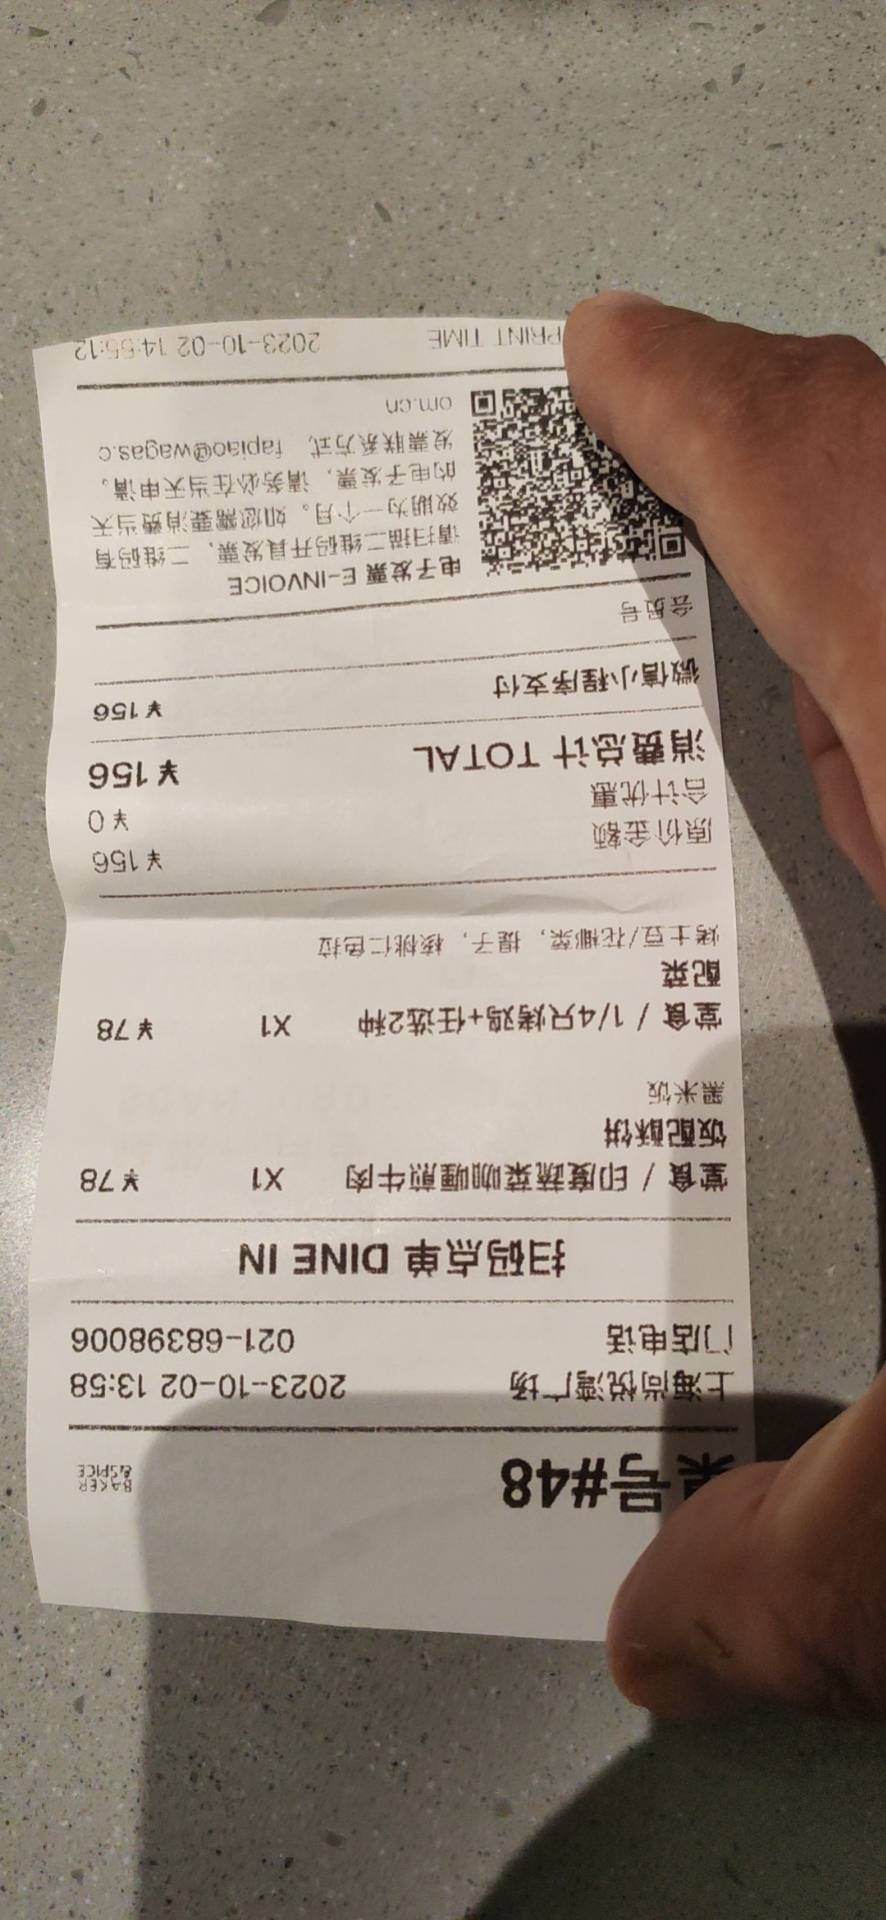 桌号#48
BAKER
&SPICE
上海尚悦湾广场 2023-10-02 13:58
门店电话 021-68398006
扫码点单 DINE IN
堂食 / 印度蔬菜咖喱煎牛肉 X1 ¥78
饭配酥饼
黑米饭
堂食 / 1/4只烤鸡+任选2种 X1 ¥78
配菜
烤土豆/花椰菜, 提子, 核桃仁色拉
原价金额 ¥156
合计优惠 ¥0
消费总计 TOTAL ¥156
微信小程序支付 ¥156
会员号
电子发票 E-INVOICE
请扫描二维码开具发票, 二维码有
效期为一个月。如您需要消费当天
的电子发票, 请务必在当天申请。
发票联系方式 fapiao@wagas.c
om.cn
PRINT TIME 2023-10-02 14:55:12